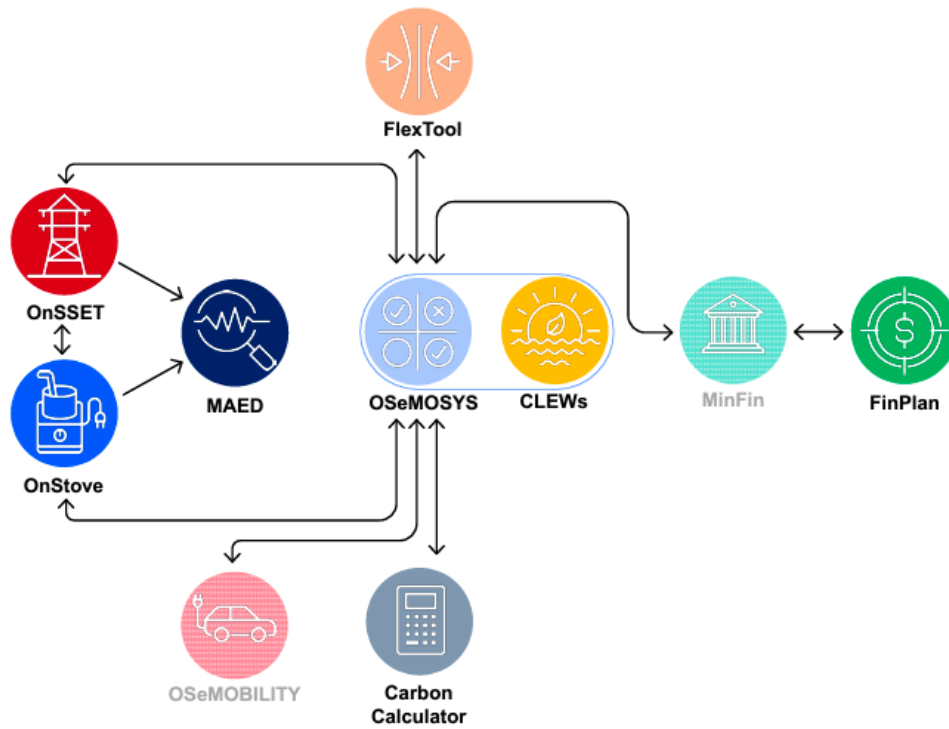 FlexTool
OnSSET
MAED
OSeMOSYS
CLEWs
MinFin
$
FinPlan
OnStove
OSeMOBILITY
Carbon
Calculator